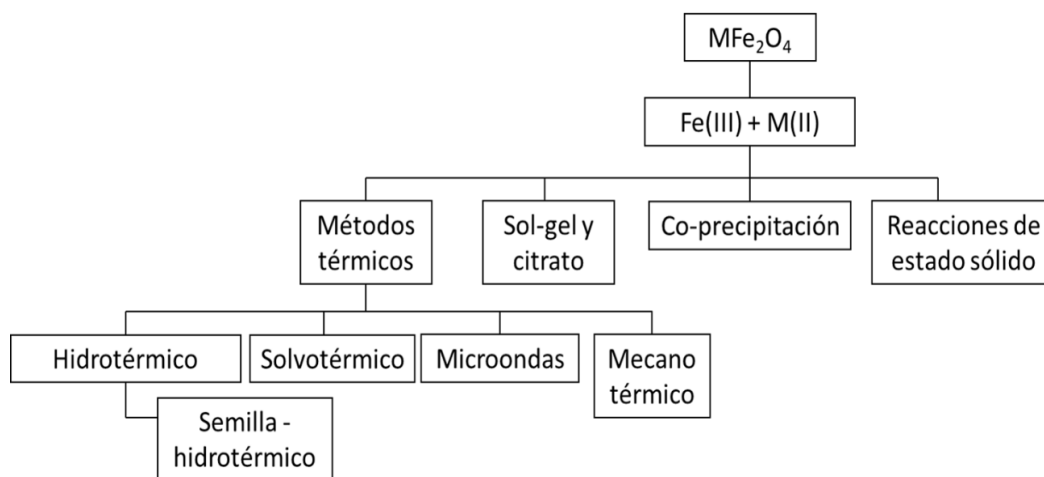 MFe₂O₄
Fe(III) + M(II)
Métodos
térmicos
Sol-gel y
citrato
Co-precipitación
Reacciones de
estado sólido
Hidrotérmico
Solvotérmico
Microondas
Mecano
térmico
Semilla -
hidrotérmico